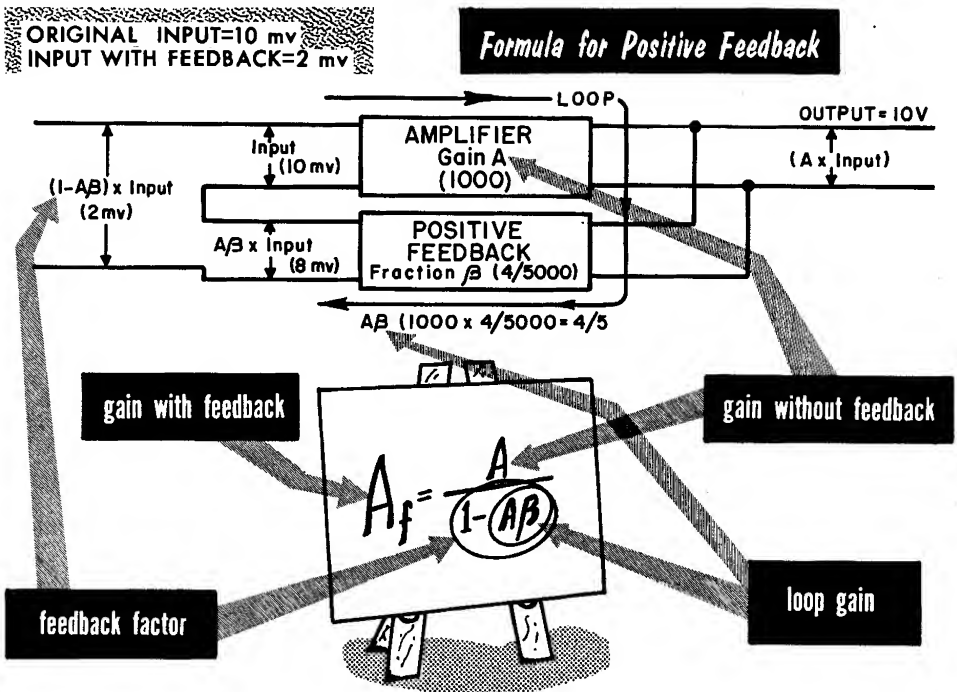 ORIGINAL INPUT=10 mv
INPUT WITH FEEDBACK=2 mv
Formula for Positive Feedback
LOOP
OUTPUT=10V
(A x Input)
Input
(10 mv)
AMPLIFIER
Gain A
(1000)
(1-Aβ) x Input
(2mv)
Aβ x Input
(8 mv)
POSITIVE
FEEDBACK
Fraction β (4/5000)
Aβ (1000 x 4/5000=4/5
gain with feedback
gain without feedback
A
Af=
1-Aβ
feedback factor
loop gain